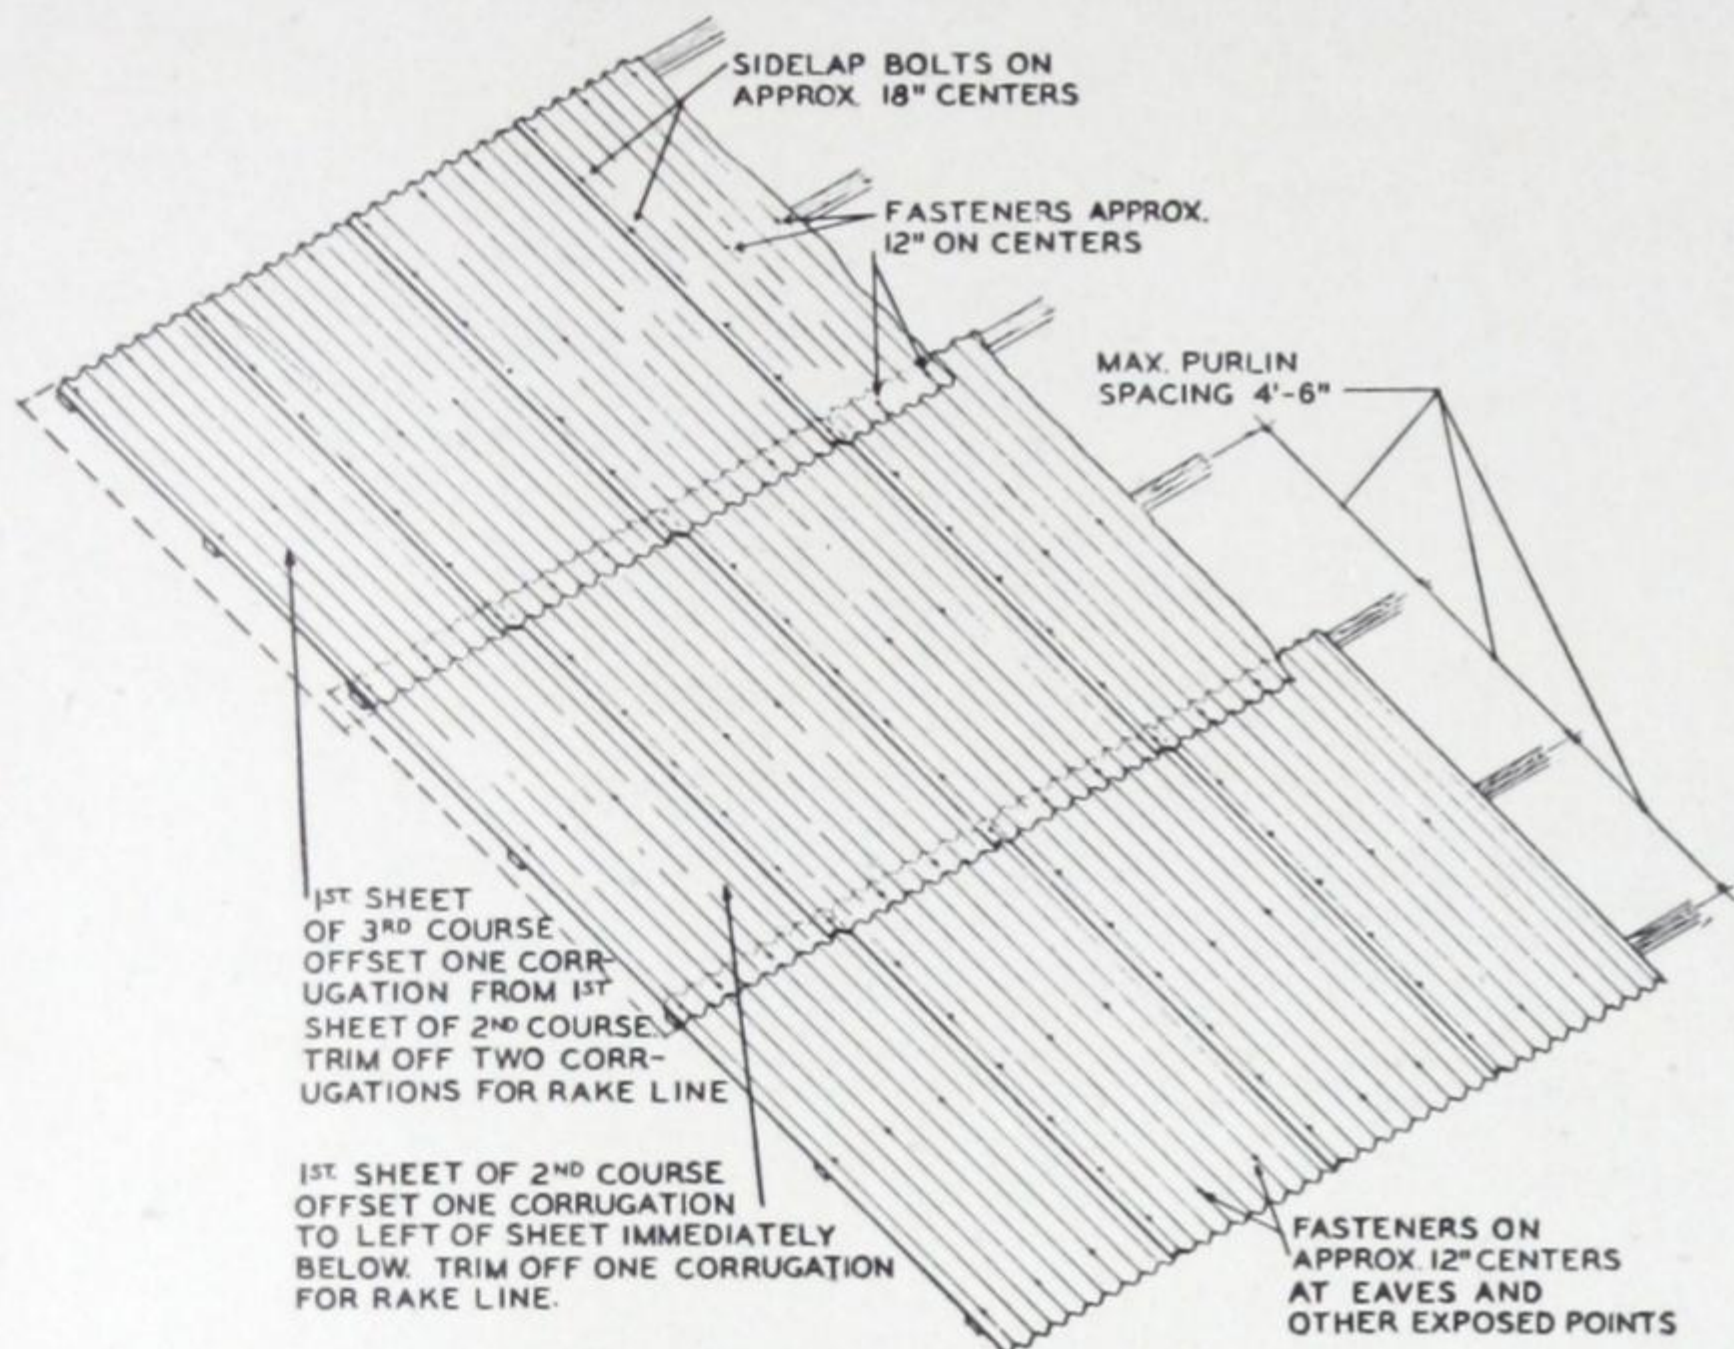 SIDELAP BOLTS ON
APPROX. 18" CENTERS
FASTENERS APPROX.
12" ON CENTERS
MAX. PURLIN
SPACING 4'-6"
1ST. SHEET
OF 3RD COURSE
OFFSET ONE CORR-
UGATION FROM 1ST
SHEET OF 2ND COURSE.
TRIM OFF TWO CORR-
UGATIONS FOR RAKE LINE
1ST. SHEET OF 2ND COURSE
OFFSET ONE CORRUGATION
TO LEFT OF SHEET IMMEDIATELY
BELOW. TRIM OFF ONE CORRUGATION
FOR RAKE LINE.
FASTENERS ON
APPROX. 12" CENTERS
AT EAVES AND
OTHER EXPOSED POINTS